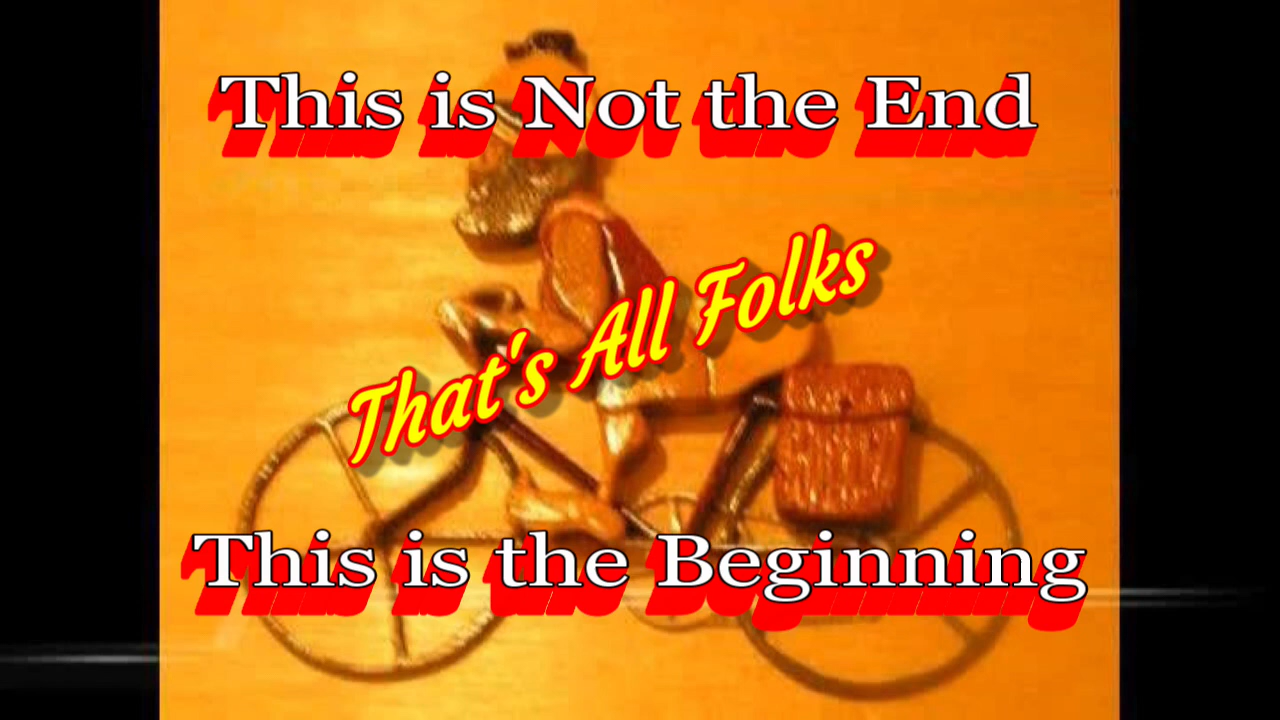 This is Not the End
That's All Folks
This is the Beginning